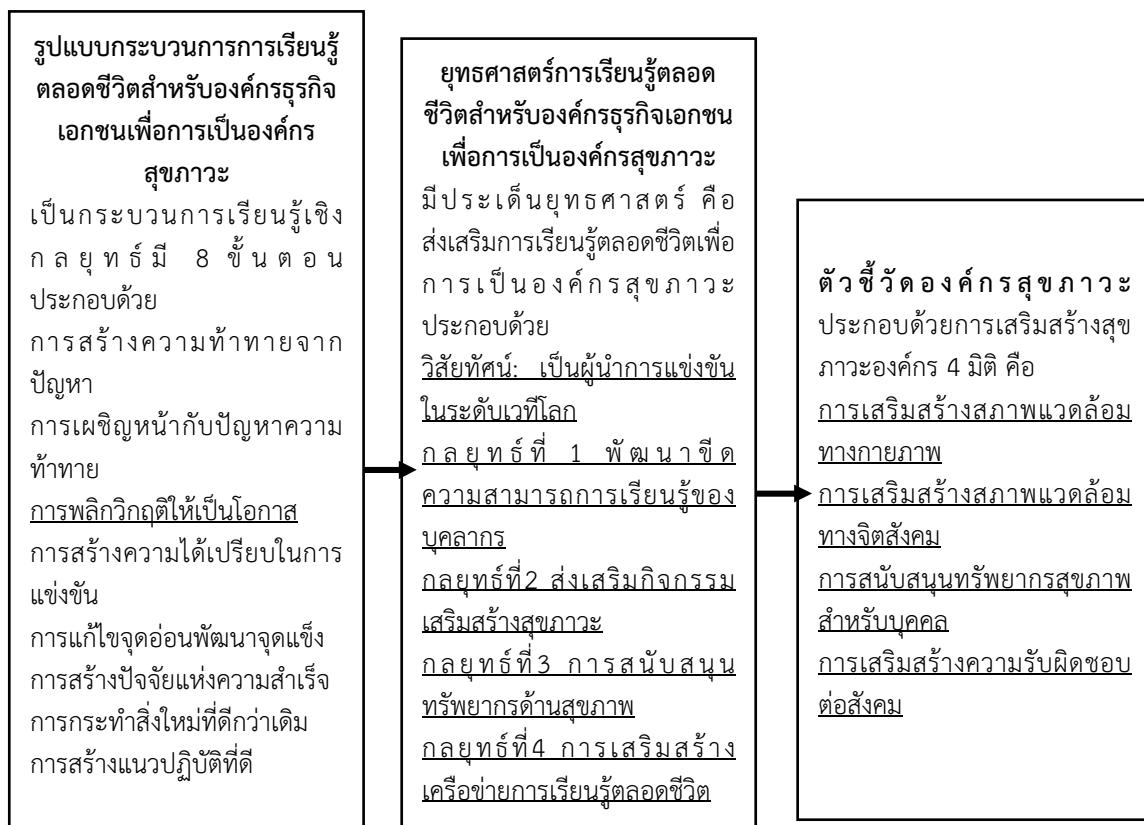 รูปแบบกระบวนการการเรียนรู้
ตลอดชีวิตสำหรับองค์กรธุรกิจ
เอกชนเพื่อการเป็นองค์กร
สุขภาวะ
เป็นกระบวนการเรียนรู้เชิง
กลยุทธ์มี 8 ขั้นตอน
ประกอบด้วย
การสร้างความท้าทายจาก
ปัญหา
การเผชิญหน้ากับปัญหาความ
ท้าทาย
การพลิกวิกฤติให้เป็นโอกาส
การสร้างความได้เปรียบในการ
แข่งขัน
การแก้ไขจุดอ่อนพัฒนาจุดแข็ง
การสร้างปัจจัยแห่งความสำเร็จ
การกระทำสิ่งใหม่ที่ดีกว่าเดิม
การสร้างแนวปฏิบัติที่ดี
ยุทธศาสตร์การเรียนรู้ตลอด
ชีวิตสำหรับองค์กรธุรกิจเอกชน
เพื่อการเป็นองค์กรสุขภาวะ
มีประเด็นยุทธศาสตร์ คือ
ส่งเสริมการเรียนรู้ตลอดชีวิตเพื่อ
การเป็นองค์กรสุขภาวะ
ประกอบด้วย
วิสัยทัศน์: เป็นผู้นำการแข่งขัน
ในระดับเวทีโลก
กลยุทธ์ที่ 1 พัฒนาขีด
ความสามารถการเรียนรู้ของ
บุคลากร
กลยุทธ์ที่2 ส่งเสริมกิจกรรม
เสริมสร้างสุขภาวะ
กลยุทธ์ที่3 การสนับสนุน
ทรัพยากรด้านสุขภาพ
กลยุทธ์ที่4 การเสริมสร้าง
เครือข่ายการเรียนรู้ตลอดชีวิต
ตัวชี้วัดองค์กรสุขภาวะ
ประกอบด้วยการเสริมสร้างสุข
ภาวะองค์กร 4 มิติ คือ
การเสริมสร้างสภาพแวดล้อม
ทางกายภาพ
การเสริมสร้างสภาพแวดล้อม
ทางจิตสังคม
การสนับสนุนทรัพยากรสุขภาพ
สำหรับบุคคล
การเสริมสร้างความรับผิดชอบ
ต่อสังคม